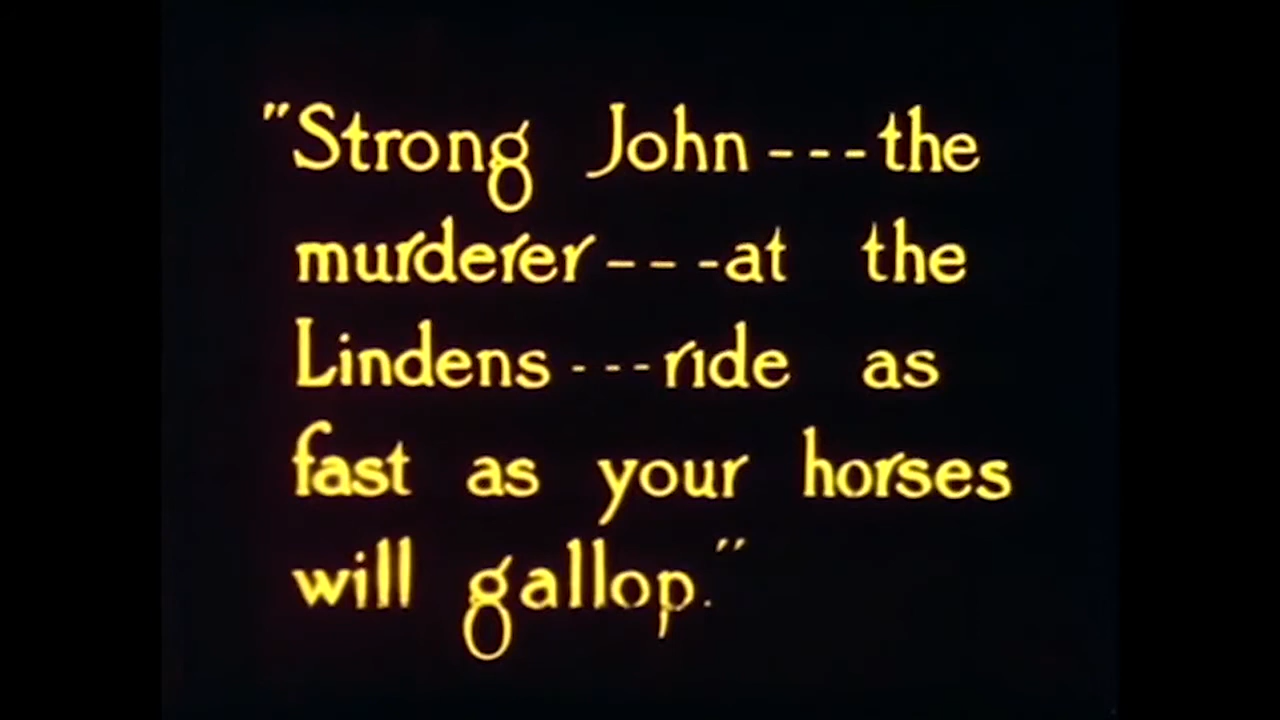 "Strong John---the
murderer---at the
Lindens---ride as
fast as your horses
will gallop."